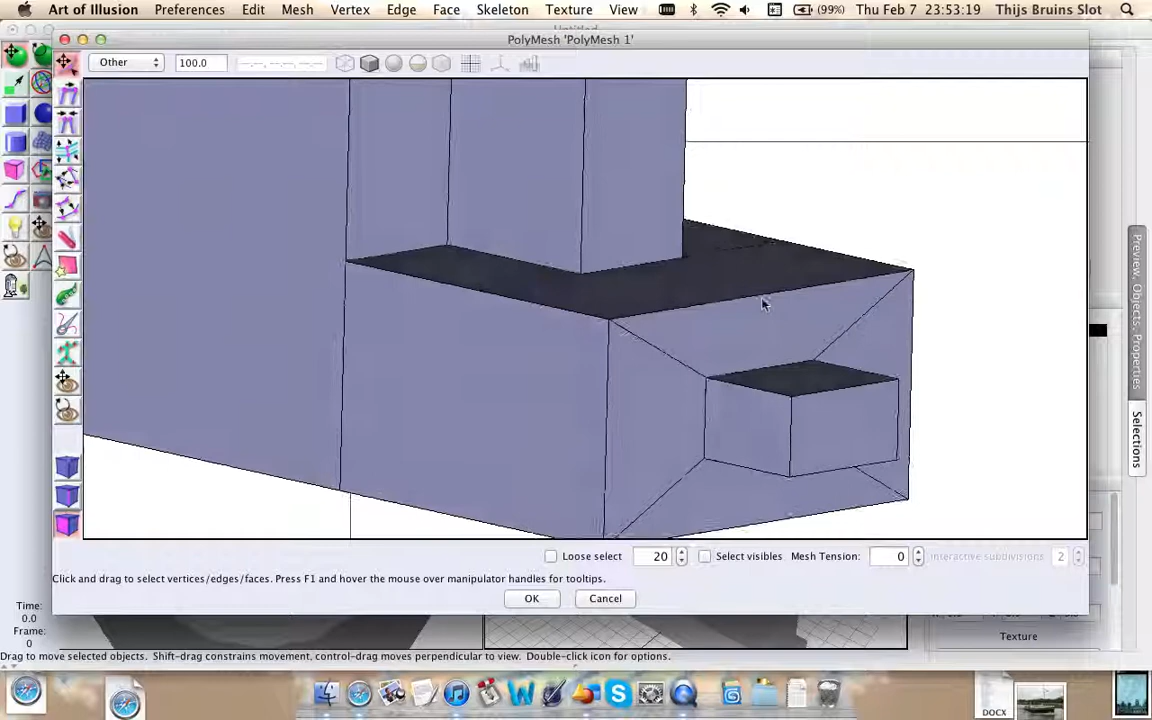 Art of Illusion Preferences Edit Mesh Vertex Edge Face Skeleton Texture View (99%) Thu Feb 7 23:53:19 Thijs Bruins Slot
PolyMesh 'PolyMesh 1'
Other 100.0
Preview, Objects, Properties
Selections
Loose select 20 Select visibles Mesh Tension: 0 Interactive subdivisions 2
Click and drag to select vertices/edges/faces. Press F1 and hover the mouse over manipulator handles for tooltips.
OK Cancel
Time:
0.0
Frame:
0
Texture
Drag to move selected objects. Shift-drag constrains movement, control-drag moves perpendicular to view. Double-click icon for options.
DOCX